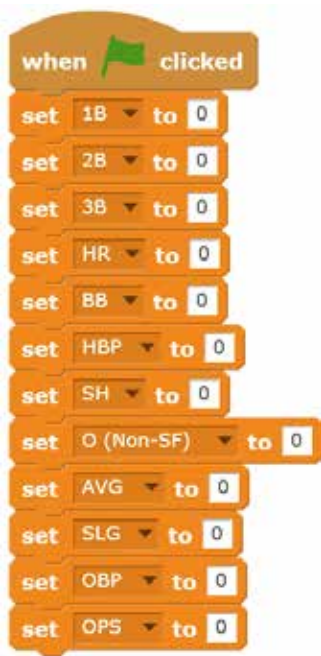 when clicked
set 1B to 0
set 2B to 0
set 3B to 0
set HR to 0
set BB to 0
set HBP to 0
set SH to 0
set O (Non-SF) to 0
set AVG to 0
set SLG to 0
set OBP to 0
set OPS to 0